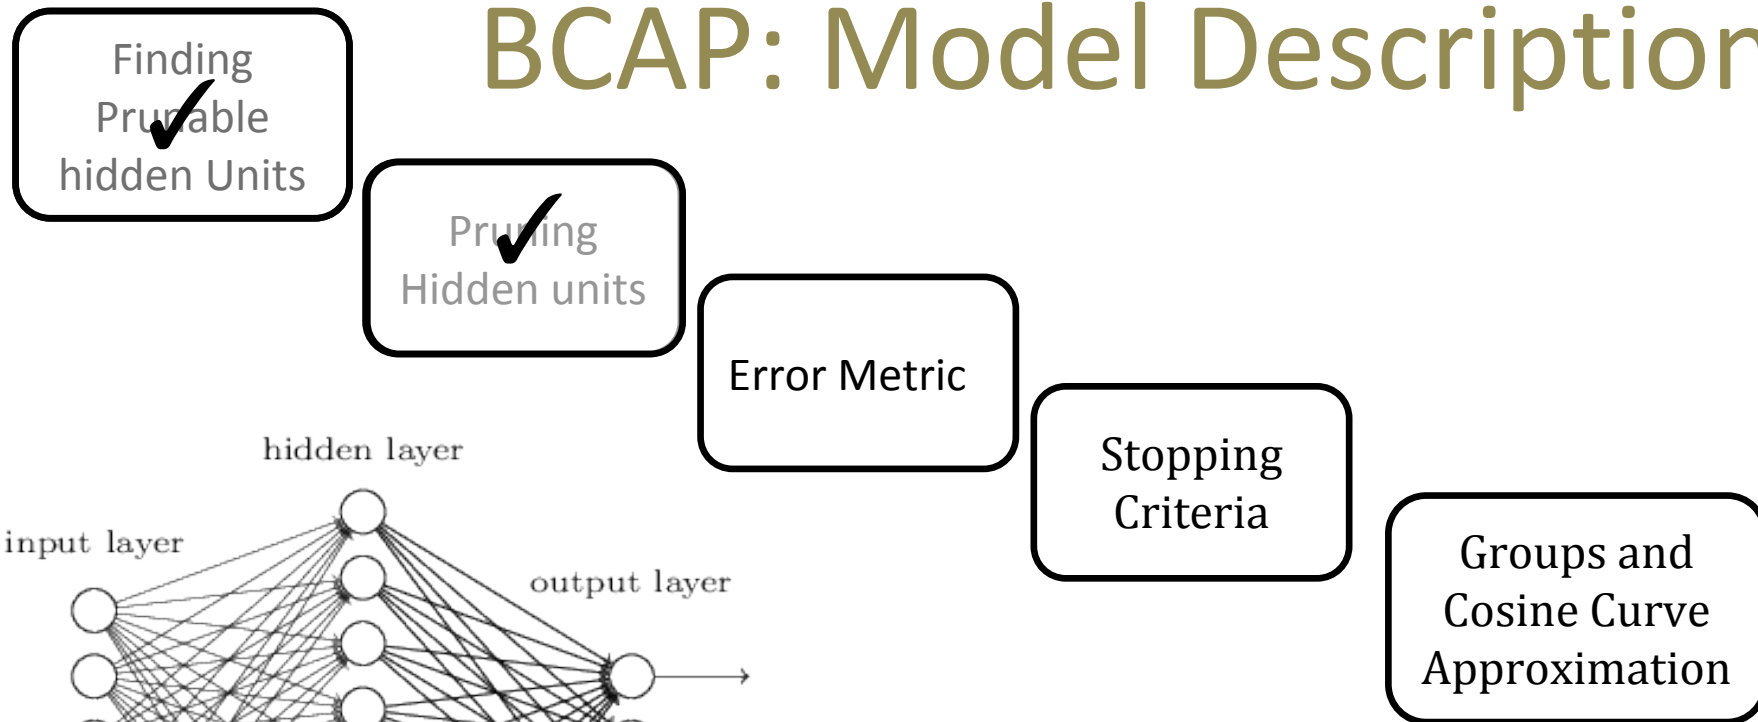 BCAP: Model Description
Finding
Prunable
hidden Units
Pruning
Hidden units
Error Metric
Stopping
Criteria
Groups and
Cosine Curve
Approximation
hidden layer
input layer
output layer